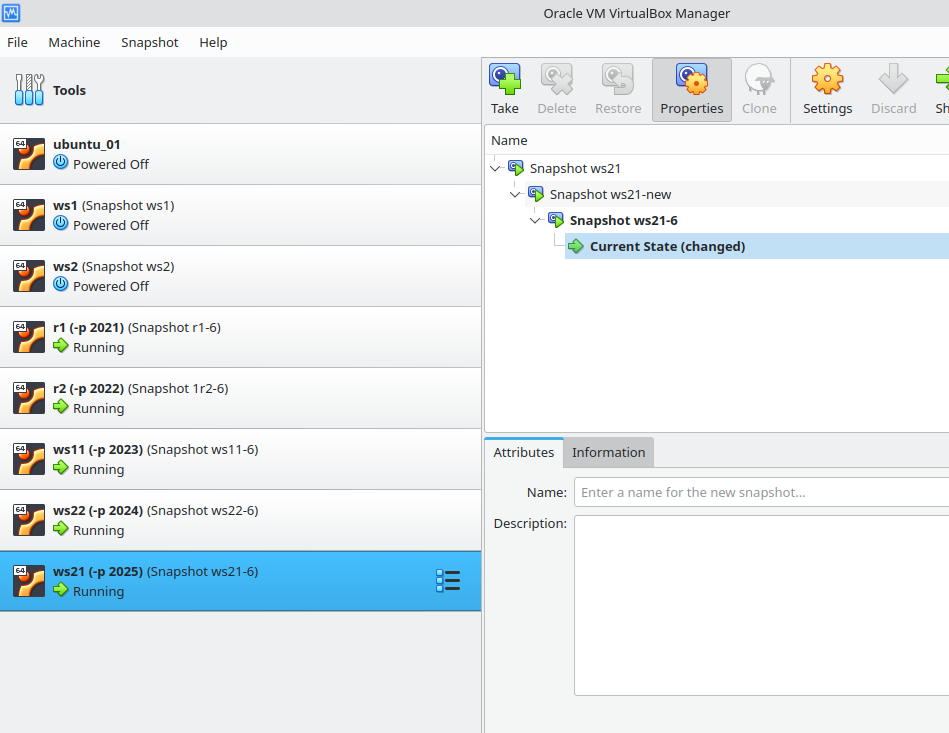 Oracle VM VirtualBox Manager
File Machine Snapshot Help
Tools
64 ubuntu_01
Powered Off
64 ws1 (Snapshot ws1)
Powered Off
64 ws2 (Snapshot ws2)
Powered Off
64 r1 (-p 2021) (Snapshot r1-6)
Running
64 r2 (-p 2022) (Snapshot 1r2-6)
Running
64 ws11 (-p 2023) (Snapshot ws11-6)
Running
64 ws22 (-p 2024) (Snapshot ws22-6)
Running
64 ws21 (-p 2025) (Snapshot ws21-6)
Running
Take Delete Restore Properties Clone Settings Discard Sh
Name
Snapshot ws21
Snapshot ws21-new
Snapshot ws21-6
Current State (changed)
Attributes Information
Name: Enter a name for the new snapshot...
Description: